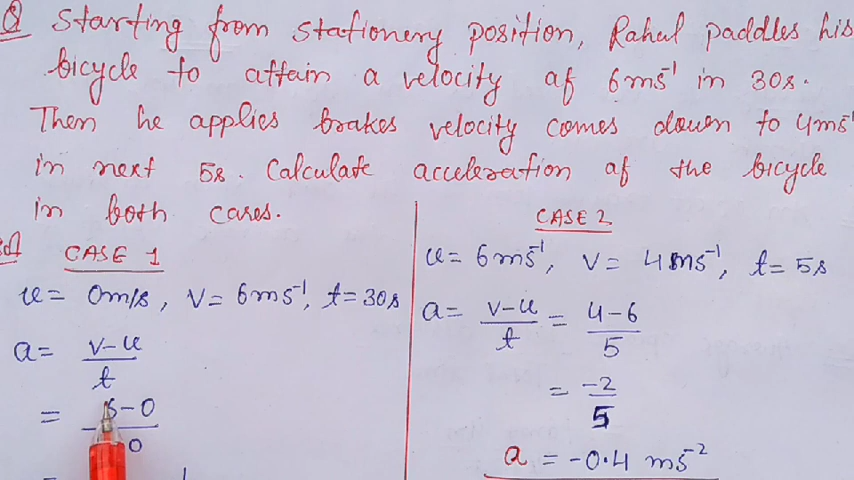 Q Starting from stationery position, Rahul paddles his
bicycle to attain a velocity of 6ms⁻¹ in 30s.
Then he applies brakes velocity comes down to 4ms⁻¹
in next 5s. Calculate acceleration of the bicycle
in both cases.
CASE 1
u = 0m/s, v = 6ms⁻¹, t = 30s
a = v-u/t
= 6-0/
CASE 2
u = 6ms⁻¹, v = 4ms⁻¹, t = 5s
a = v-u/t = 4-6/5
= -2/5
a = -0.4 ms⁻²